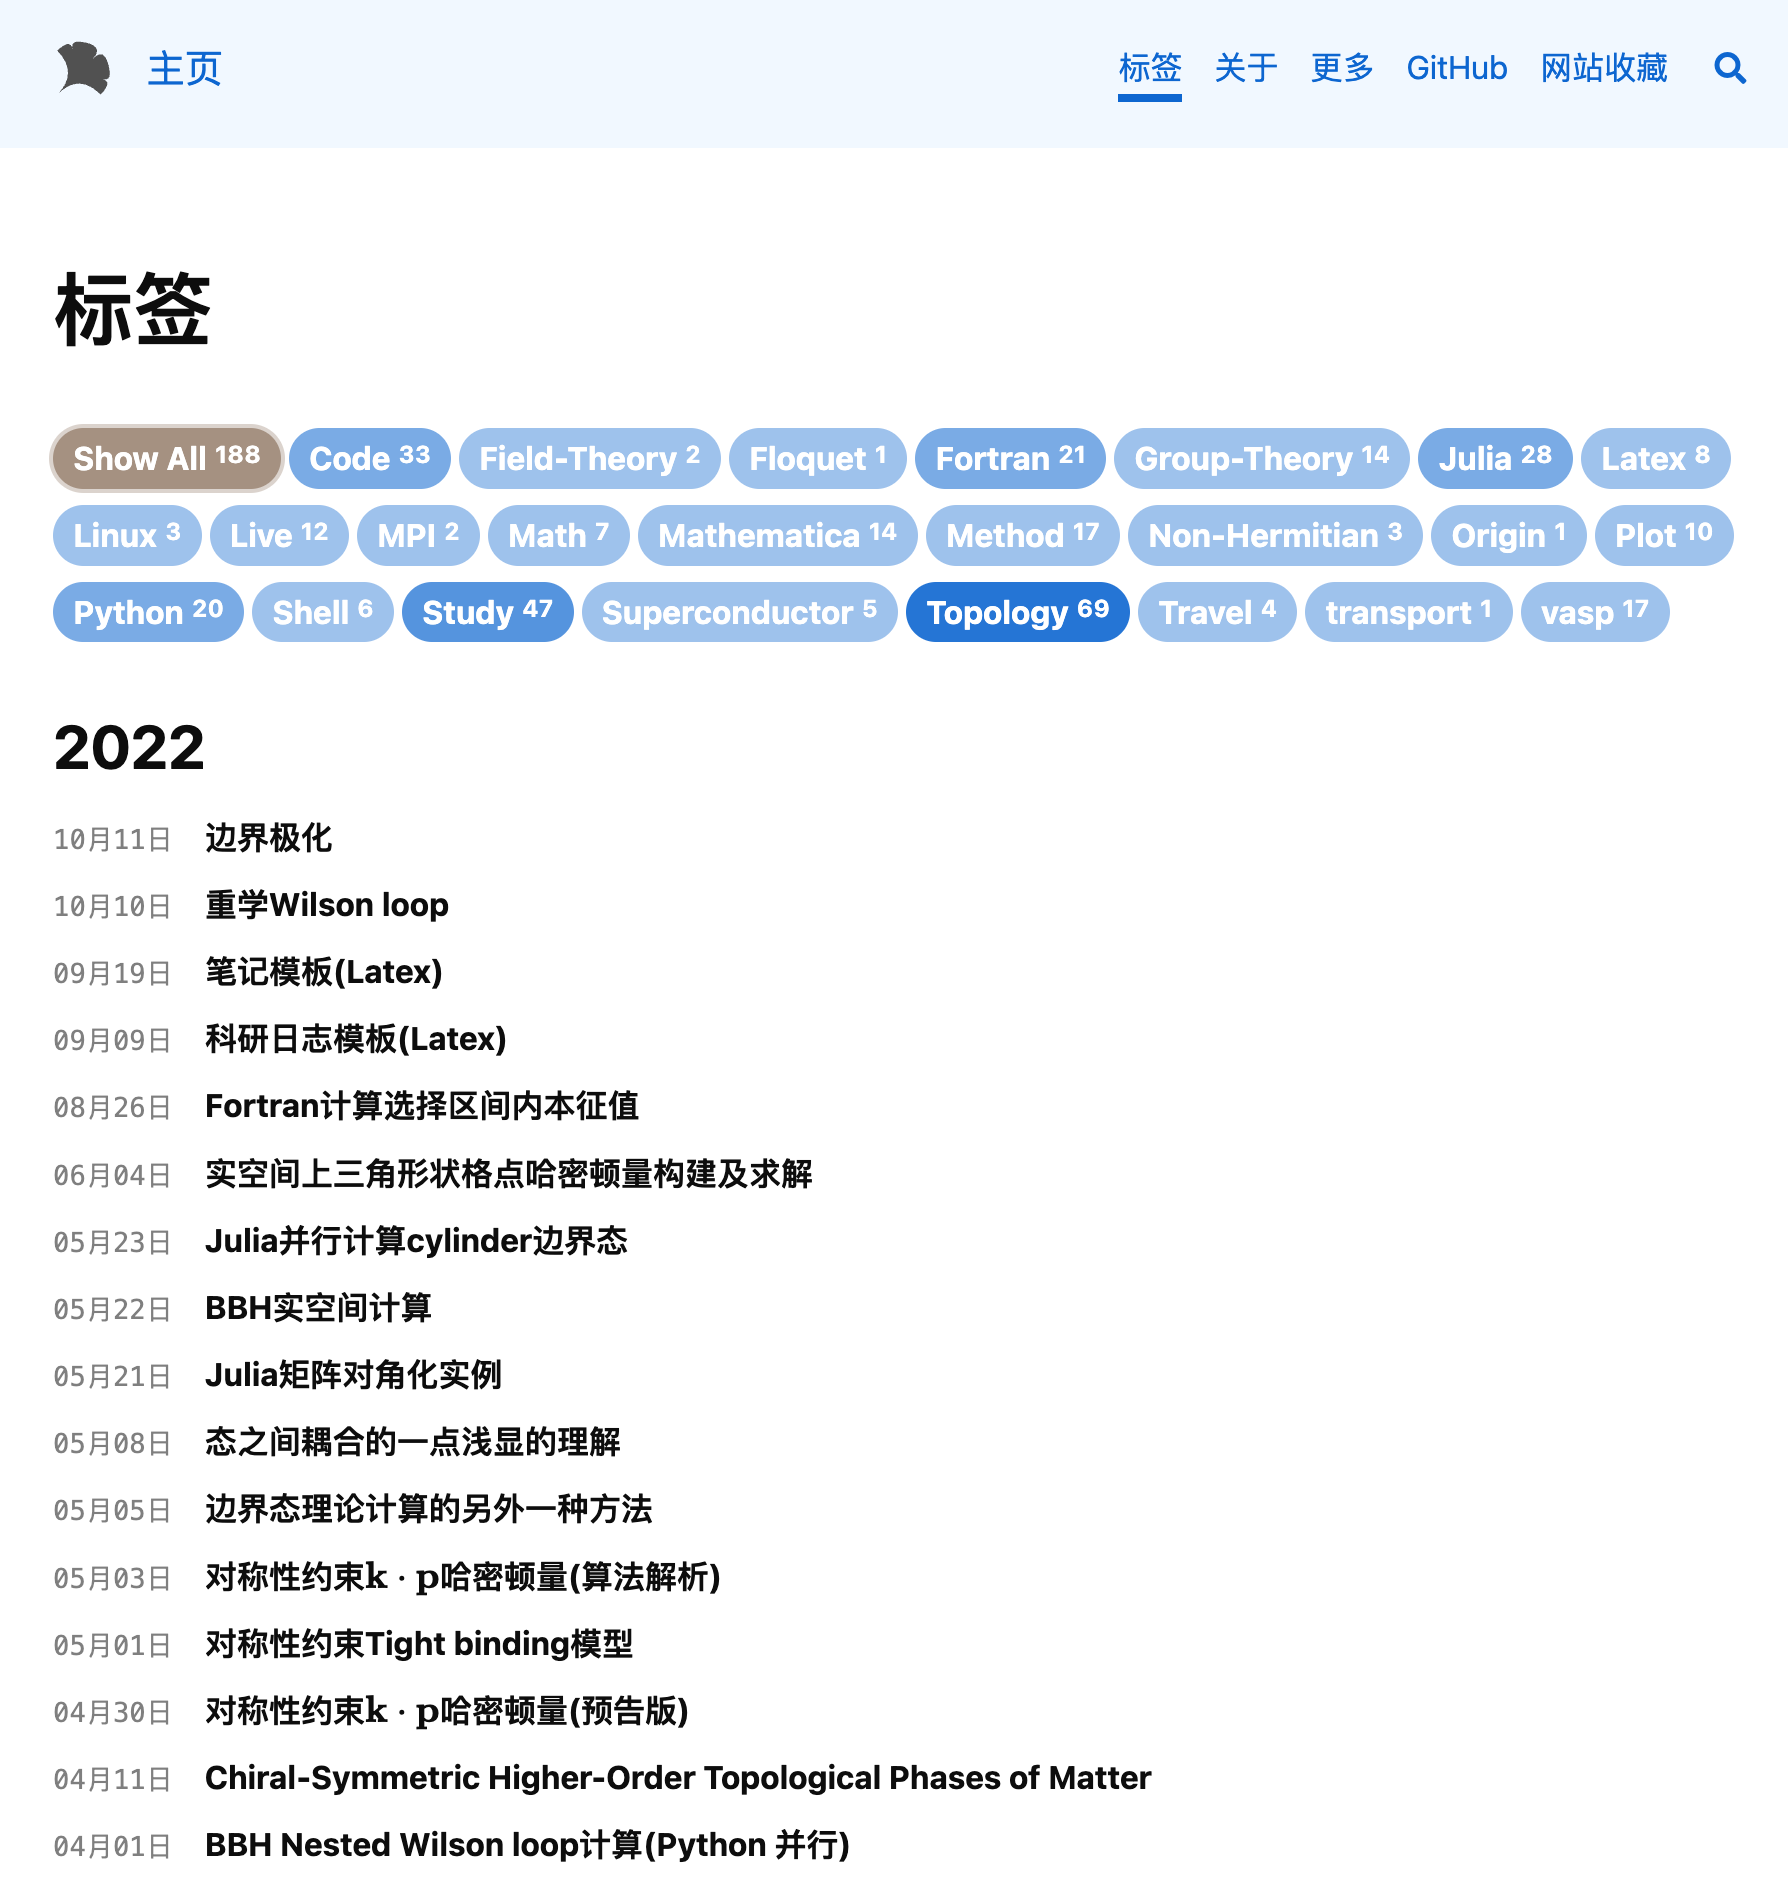 主页 标签 关于 更多 GitHub 网站收藏
标签
Show All 188 Code 33 Field-Theory 2 Floquet 1 Fortran 21 Group-Theory 14 Julia 28 Latex 8
Linux 3 Live 12 MPI 2 Math 7 Mathematica 14 Method 17 Non-Hermitian 3 Origin 1 Plot 10
Python 20 Shell 6 Study 47 Superconductor 5 Topology 69 Travel 4 transport 1 vasp 17
2022
10月11日 边界极化
10月10日 重学Wilson loop
09月19日 笔记模板(Latex)
09月09日 科研日志模板(Latex)
08月26日 Fortran计算选择区间内本征值
06月04日 实空间上三角形状格点哈密顿量构建及求解
05月23日 Julia并行计算cylinder边界态
05月22日 BBH实空间计算
05月21日 Julia矩阵对角化实例
05月08日 态之间耦合的一点浅显的理解
05月05日 边界态理论计算的另外一种方法
05月03日 对称性约束k · p哈密顿量(算法解析)
05月01日 对称性约束Tight binding模型
04月30日 对称性约束k · p哈密顿量(预告版)
04月11日 Chiral-Symmetric Higher-Order Topological Phases of Matter
04月01日 BBH Nested Wilson loop计算(Python 并行)